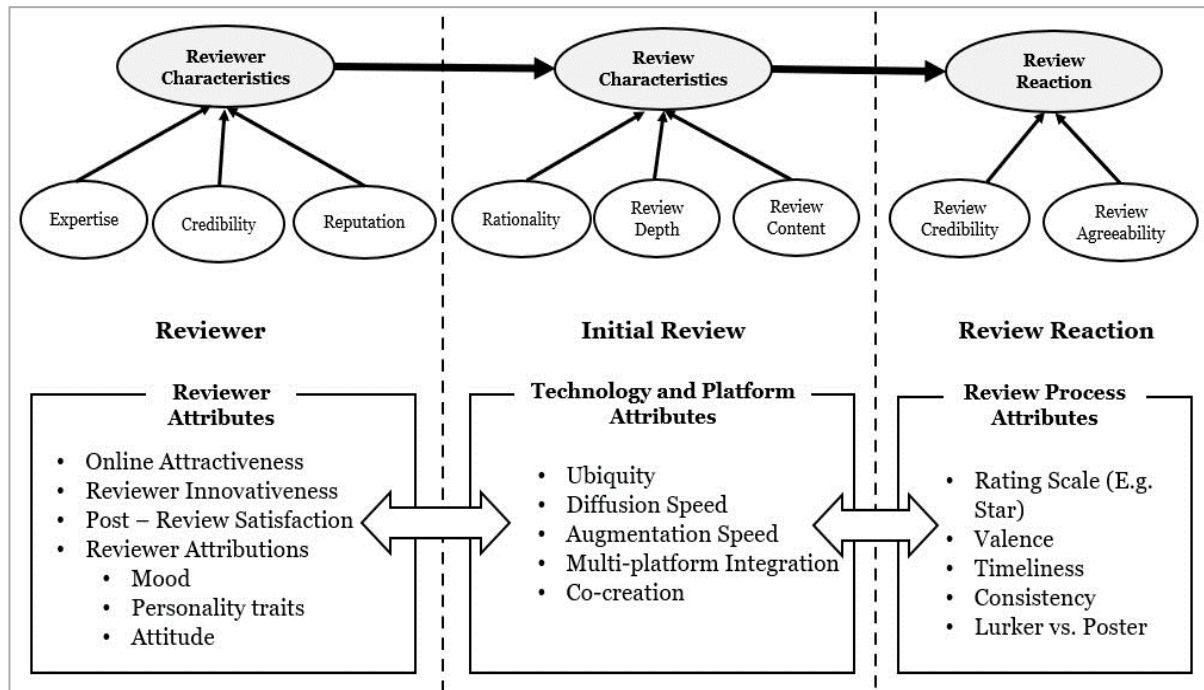 Reviewer
Characteristics
Review
Characteristics
Review
Reaction
Expertise
Credibility
Reputation
Rationality
Review
Depth
Review
Content
Review
Credibility
Review
Agreeability
Reviewer
Initial Review
Review Reaction
Reviewer
Attributes
• Online Attractiveness
• Reviewer Innovativeness
• Post – Review Satisfaction
• Reviewer Attributions
• Mood
• Personality traits
• Attitude
Technology and Platform
Attributes
• Ubiquity
• Diffusion Speed
• Augmentation Speed
• Multi-platform Integration
• Co-creation
Review Process
Attributes
• Rating Scale (E.g.
Star)
• Valence
• Timeliness
• Consistency
• Lurker vs. Poster